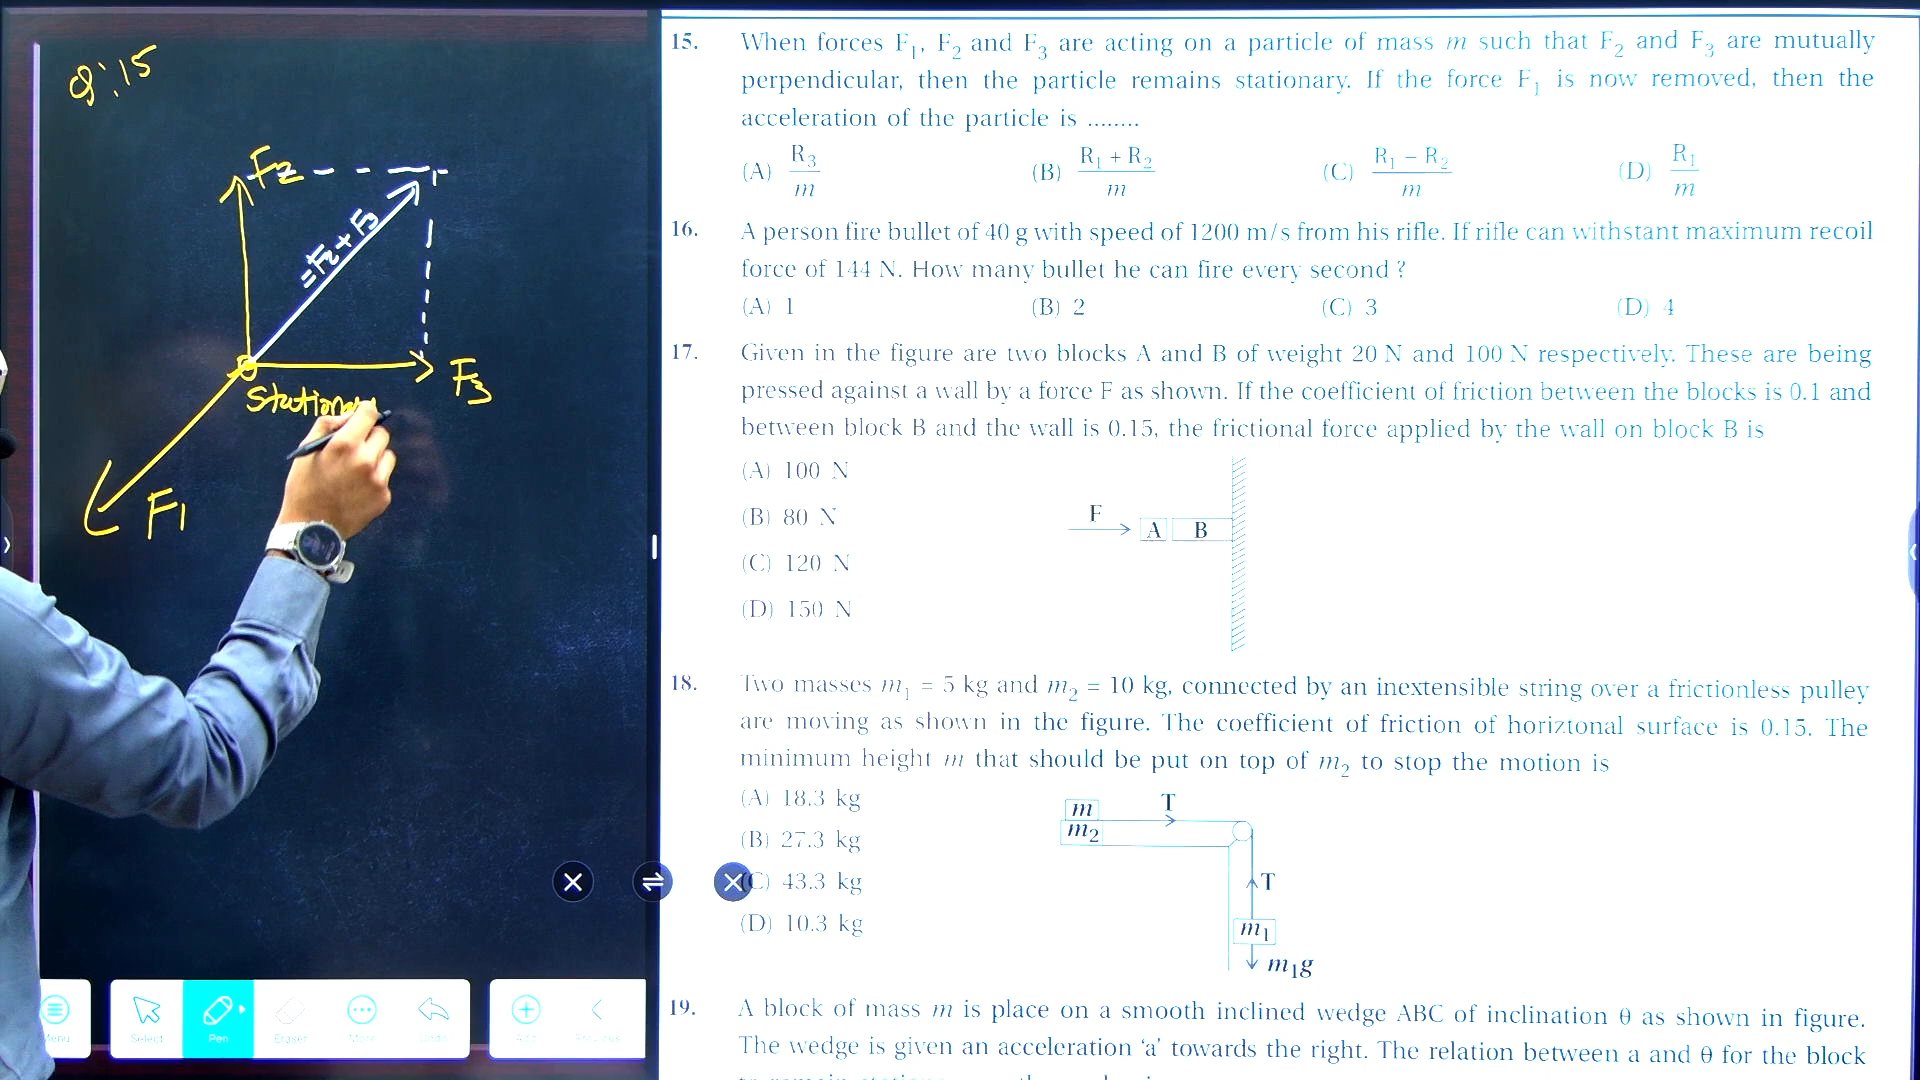 Q:15
F2
= F2 + F3
F3
Stationary
F1
15. When forces F1, F2 and F3 are acting on a particle of mass m such that F2 and F3 are mutually
perpendicular, then the particle remains stationary. If the force F1 is now removed, then the
acceleration of the particle is ........
(A) R3/m (B) R1 + R2/m (C) R1 − R2/m (D) R1/m
16. A person fire bullet of 40 g with speed of 1200 m/s from his rifle. If rifle can withstant maximum recoil
force of 144 N. How many bullet he can fire every second ?
(A) 1 (B) 2 (C) 3 (D) 4
17. Given in the figure are two blocks A and B of weight 20 N and 100 N respectively. These are being
pressed against a wall by a force F as shown. If the coefficient of friction between the blocks is 0.1 and
between block B and the wall is 0.15, the frictional force applied by the wall on block B is
(A) 100 N
(B) 80 N
(C) 120 N
(D) 150 N
F
A B
18. Two masses m1 = 5 kg and m2 = 10 kg, connected by an inextensible string over a frictionless pulley
are moving as shown in the figure. The coefficient of friction of horiztonal surface is 0.15. The
minimum height m that should be put on top of m2 to stop the motion is
(A) 18.3 kg
(B) 27.3 kg
(C) 43.3 kg
(D) 10.3 kg
m T
m2
T
m1
m1g
19. A block of mass m is place on a smooth inclined wedge ABC of inclination θ as shown in figure.
The wedge is given an acceleration 'a' towards the right. The relation between a and θ for the block
Select Pen Eraser More Undo